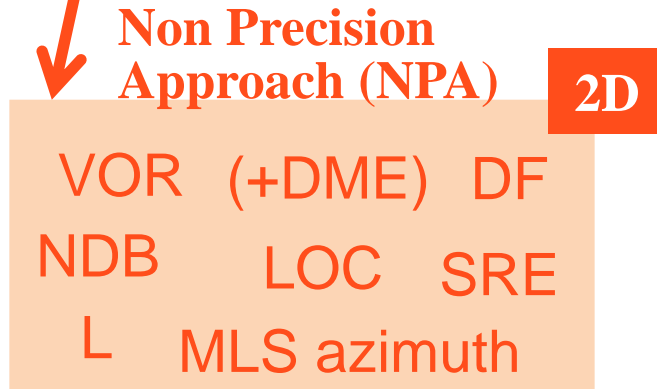 Non Precision
Approach (NPA)
2D
VOR (+DME) DF
NDB LOC SRE
L MLS azimuth